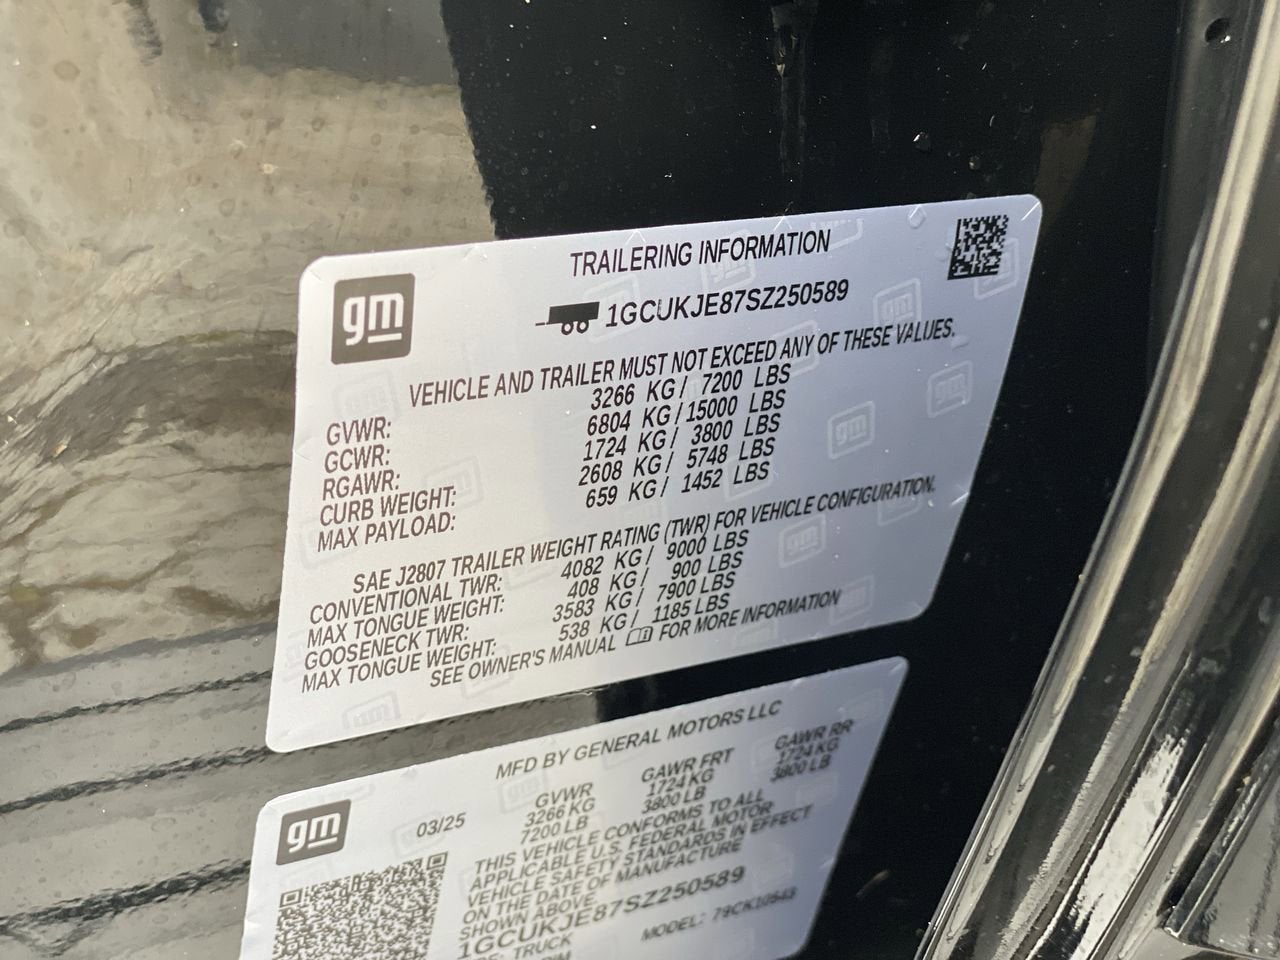 gm
TRAILERING INFORMATION
1GCUKJE87SZ250589
VEHICLE AND TRAILER MUST NOT EXCEED ANY OF THESE VALUES.
GVWR: 3266 KG/ 7200 LBS
GCWR: 6804 KG/15000 LBS
RGAWR: 1724 KG/ 3800 LBS
CURB WEIGHT: 2608 KG/ 5748 LBS
MAX PAYLOAD: 659 KG/ 1452 LBS
SAE J2807 TRAILER WEIGHT RATING (TWR) FOR VEHICLE CONFIGURATION.
CONVENTIONAL TWR: 4082 KG/ 9000 LBS
MAX TONGUE WEIGHT: 408 KG/ 900 LBS
GOOSENECK TWR: 3583 KG/ 7900 LBS
MAX TONGUE WEIGHT: 538 KG/ 1185 LBS
SEE OWNER'S MANUAL FOR MORE INFORMATION
MFD BY GENERAL MOTORS LLC
gm
03/25
GVWR GAWR FRT GAWR RR
3266 KG 1724 KG 1724 KG
7200 LB 3800 LB 3800 LB
THIS VEHICLE CONFORMS TO ALL
APPLICABLE U.S. FEDERAL MOTOR
VEHICLE SAFETY STANDARDS IN EFFECT
ON THE DATE OF MANUFACTURE
SHOWN ABOVE.
1GCUKJE87SZ250589
TRUCK MODEL: